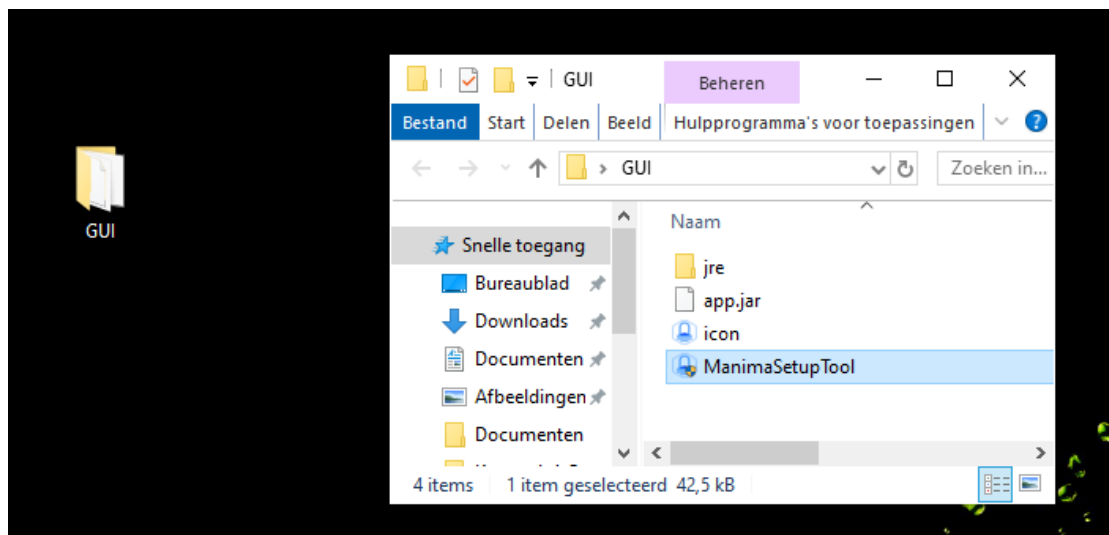 GUI
GUI
Beheren
Bestand Start Delen Beeld Hulpprogramma's voor toepassingen
GUI
Zoeken in...
Snelle toegang
Bureaublad
Downloads
Documenten
Afbeeldingen
Documenten
Naam
jre
app.jar
icon
ManimaSetupTool
4 items 1 item geselecteerd 42,5 kB